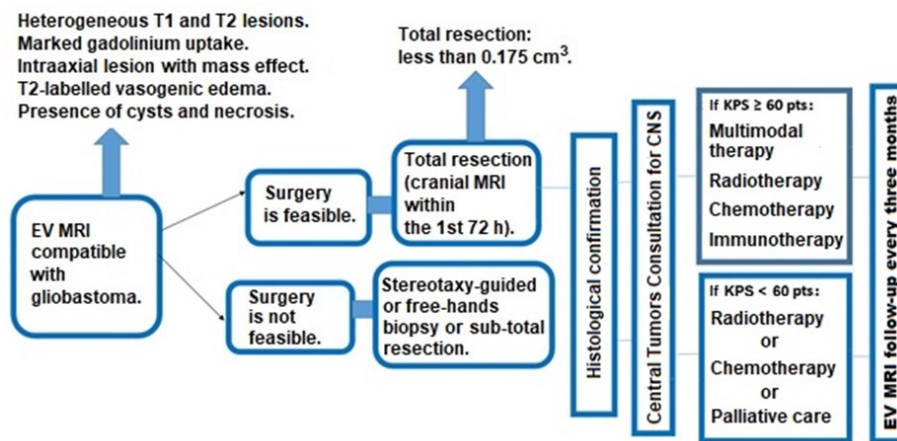 Heterogeneous T1 and T2 lesions.
Marked gadolinium uptake.
Intraaxial lesion with mass effect.
T2-labelled vasogenic edema.
Presence of cysts and necrosis.
Total resection:
less than 0.175 cm³.
EV MRI
compatible
with
gliobastoma.
Surgery
is feasible.
Total resection
(cranial MRI
within
the 1st 72 h).
Surgery
is not
feasible.
Stereotaxy-guided
or free-hands
biopsy or sub-total
resection.
Histological confirmation
Central Tumors Consultation for CNS
If KPS ≥ 60 pts:
Multimodal
therapy
Radiotherapy
Chemotherapy
Immunotherapy
If KPS < 60 pts:
Radiotherapy
or
Chemotherapy
or
Palliative care
EV MRI follow-up every three months